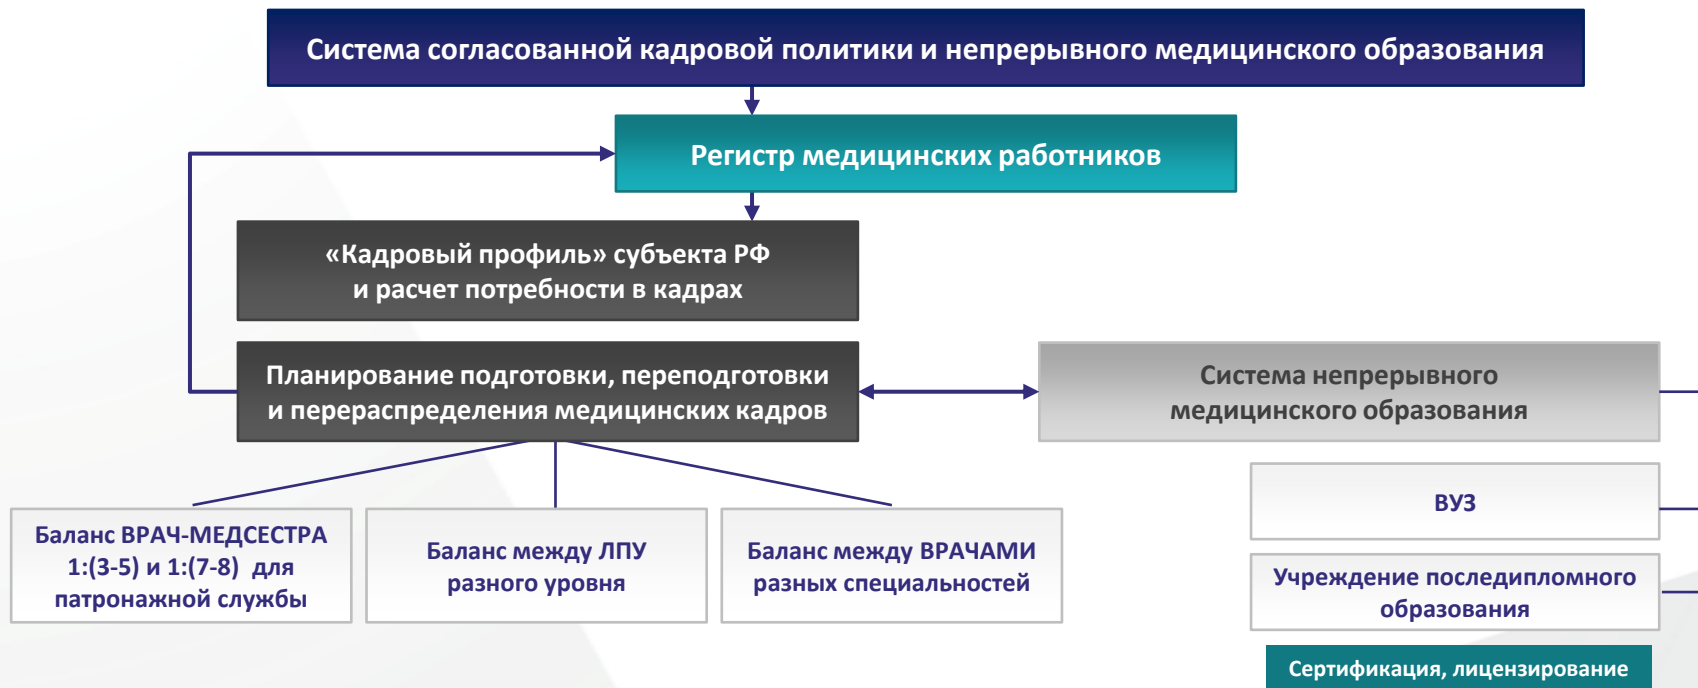 Система согласованной кадровой политики и непрерывного медицинского образования
Регистр медицинских работников
«Кадровый профиль» субъекта РФ
и расчет потребности в кадрах
Планирование подготовки, переподготовки
и перераспределения медицинских кадров
Система непрерывного
медицинского образования
Баланс ВРАЧ-МЕДСЕСТРА
1:(3-5) и 1:(7-8) для
патронажной службы
Баланс между ЛПУ
разного уровня
Баланс между ВРАЧАМИ
разных специальностей
ВУЗ
Учреждение последипломного
образования
Сертификация, лицензирование